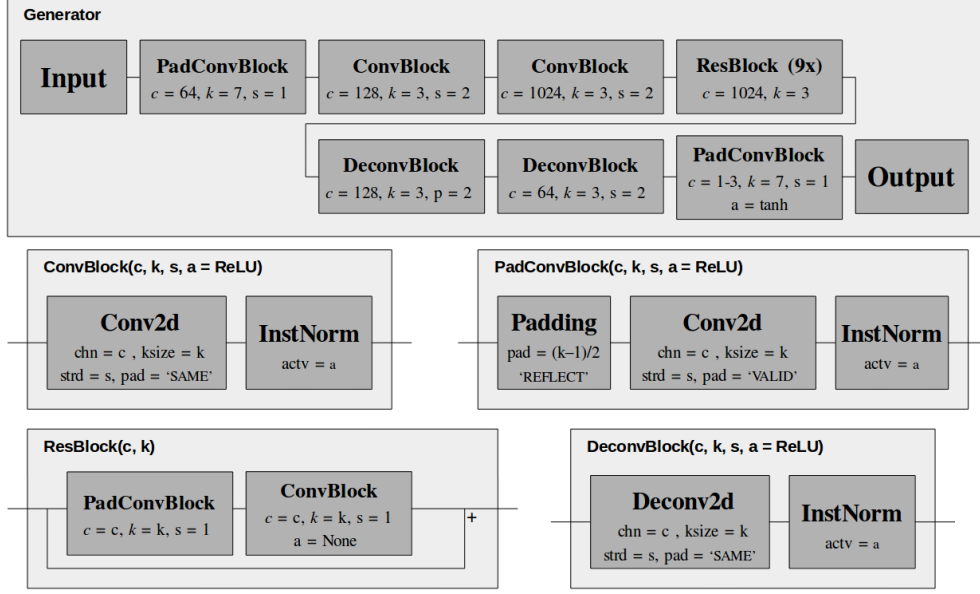 Generator
Input
PadConvBlock
c = 64, k = 7, s = 1
ConvBlock
c = 128, k = 3, s = 2
ConvBlock
c = 1024, k = 3, s = 2
ResBlock (9x)
c = 1024, k = 3
DeconvBlock
c = 128, k = 3, p = 2
DeconvBlock
c = 64, k = 3, s = 2
PadConvBlock
c = 1-3, k = 7, s = 1
a = tanh
Output
ConvBlock(c, k, s, a = ReLU)
Conv2d
chn = c , ksize = k
strd = s, pad = ‘SAME’
InstNorm
actv = a
PadConvBlock(c, k, s, a = ReLU)
Padding
pad = (k–1)/2
‘REFLECT’
Conv2d
chn = c , ksize = k
strd = s, pad = ‘VALID’
InstNorm
actv = a
ResBlock(c, k)
PadConvBlock
c = c, k = k, s = 1
ConvBlock
c = c, k = k, s = 1
a = None
+
DeconvBlock(c, k, s, a = ReLU)
Deconv2d
chn = c , ksize = k
strd = s, pad = ‘SAME’
InstNorm
actv = a